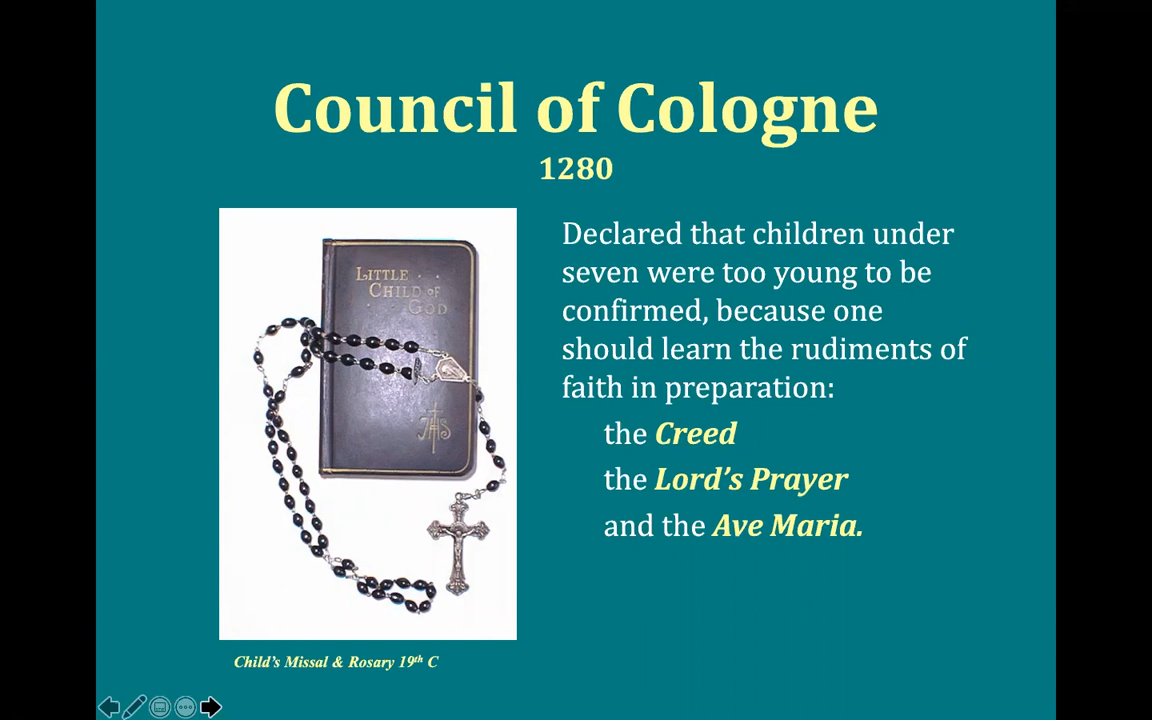 Council of Cologne
1280
LITTLE
CHILD OF
GOD
IHS
Declared that children under
seven were too young to be
confirmed, because one
should learn the rudiments of
faith in preparation:
the Creed
the Lord’s Prayer
and the Ave Maria.
Child’s Missal & Rosary 19th C